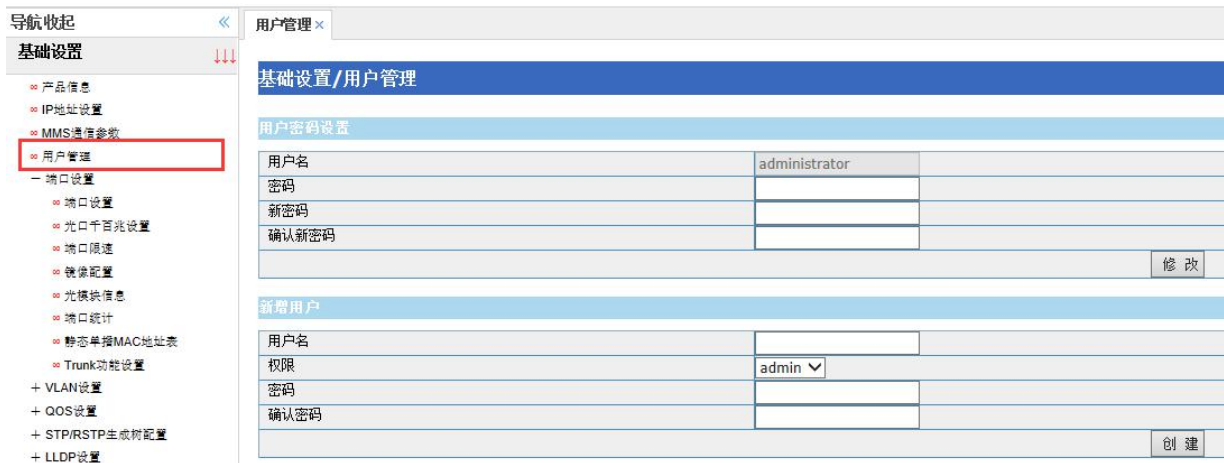 导航收起
基础设置
产品信息
IP地址设置
MMS通信参数
用户管理
端口设置
端口设置
光口千百兆设置
端口限速
镜像配置
光模块信息
端口统计
静态单播MAC地址表
Trunk功能设置
VLAN设置
QOS设置
STP/RSTP生成树配置
LLDP设置
用户管理
基础设置/用户管理
用户密码设置
用户名 administrator
密码
新密码
确认新密码
修 改
新增用户
用户名
权限 admin
密码
确认密码
创 建